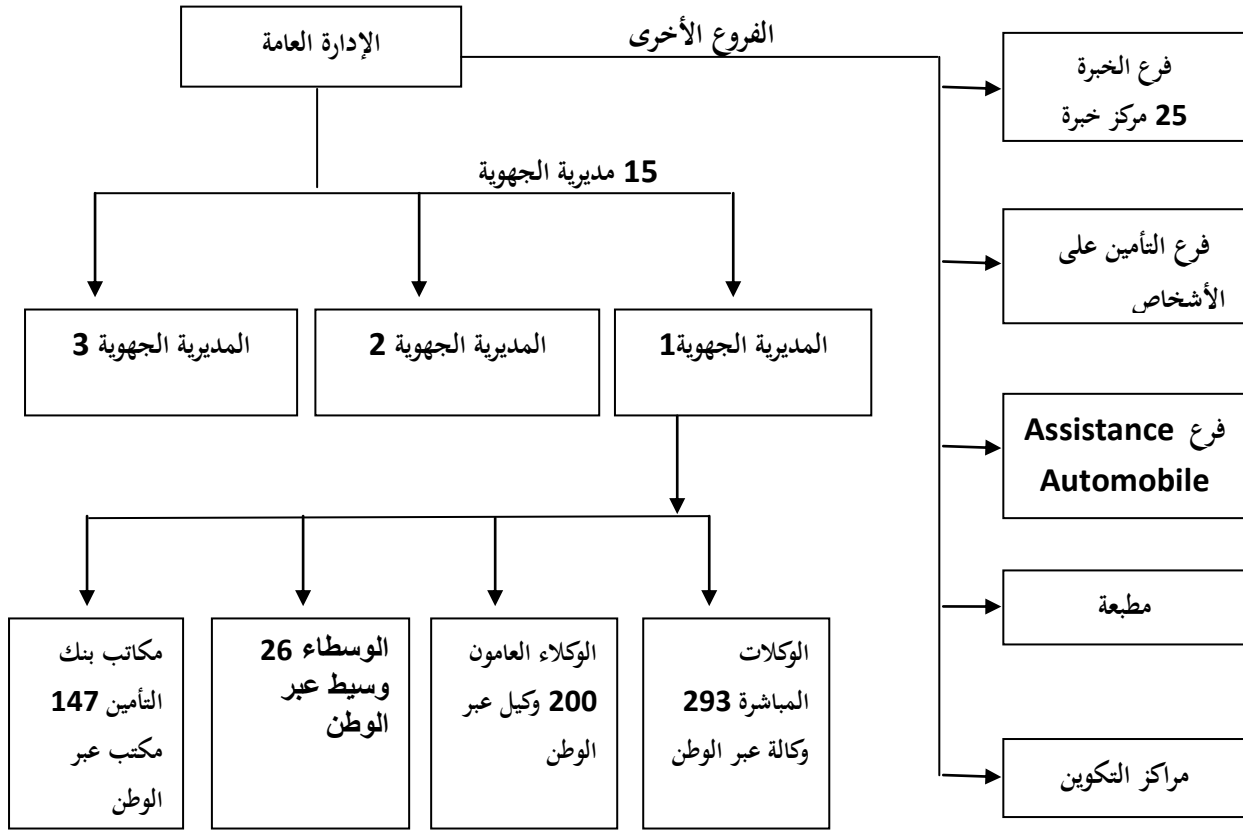 الإدارة العامة
الفروع الأخرى
فرع الخبرة
25 مركز خبرة
15 مديرية الجهوية
فرع التأمين على
الأشخاص
المديرية الجهوية1
المديرية الجهوية 2
المديرية الجهوية 3
فرع Assistance
Automobile
مطبعة
مراكز التكوين
الوكلات
المباشرة 293
وكالة عبر الوطن
الوكلاء العامون
200 وكيل عبر
الوطن
الوسطاء 26
وسيط عبر
الوطن
مكاتب بنك
التأمين 147
مكتب عبر
الوطن